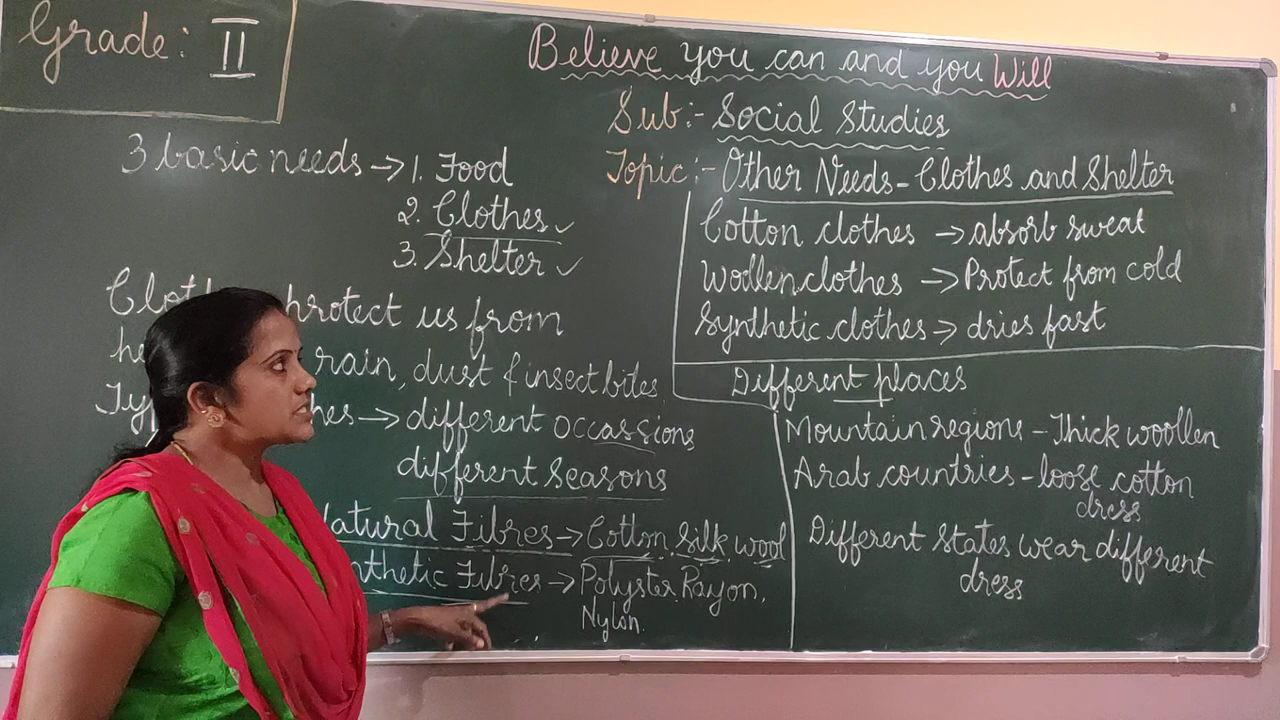 Grade: II
Believe you can and you Will
Sub:- Social Studies
Topic:- Other Needs - Clothes and Shelter
3 basic needs → 1. Food
2. Clothes ✓
3. Shelter ✓
protect us from
rain, dust & insect bites
→ different occassions
different seasons
Natural Fibres → Cotton, Silk, wool
Fibres → Polyster, Rayon,
Nylon.
Cotton clothes → absorb sweat
Woollen clothes → Protect from cold
Synthetic clothes → dries fast
Different places
Mountain regions - Thick woollen
Arab countries - loose cotton
dress
Different States wear different
dress